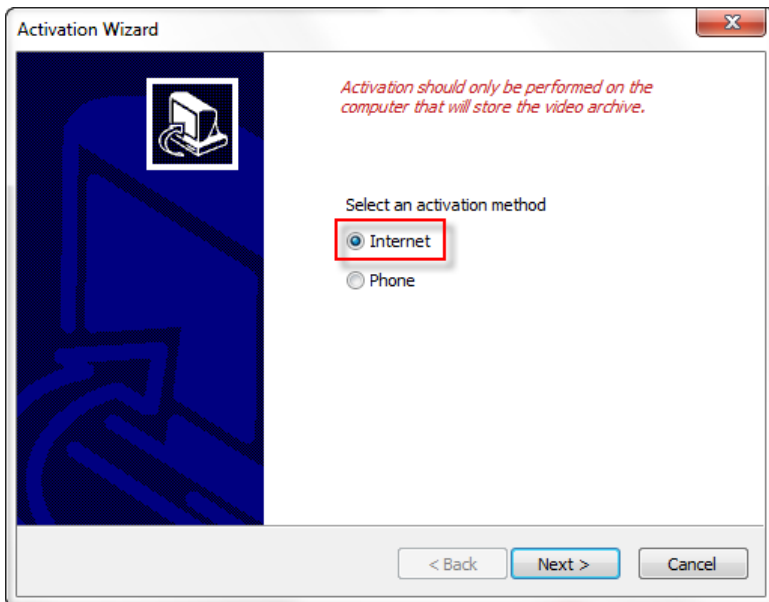 Activation Wizard
Activation should only be performed on the
computer that will store the video archive.
Select an activation method
Internet
Phone
< Back Next > Cancel